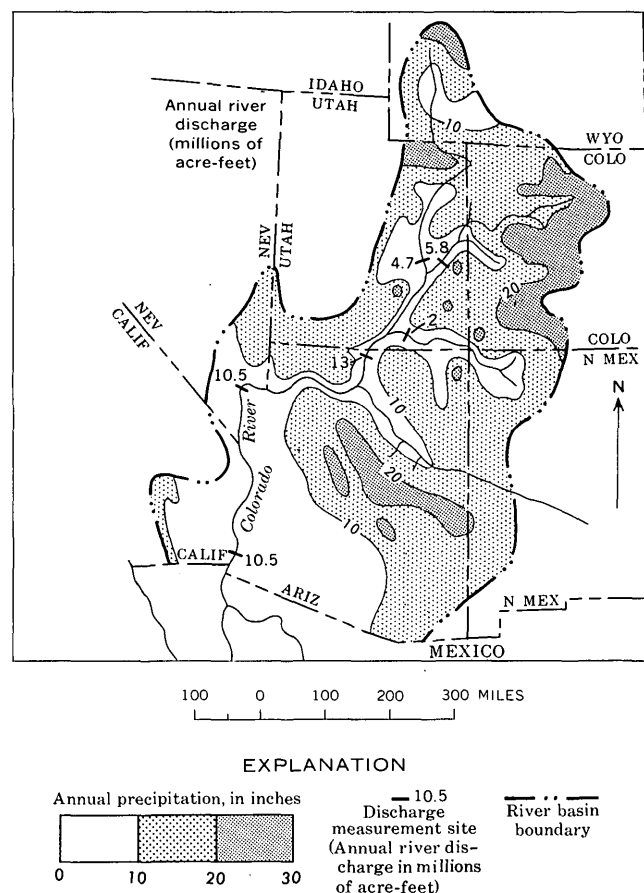 IDAHO
UTAH
Annual river
discharge
(millions of
acre-feet)
10
WYO
COLO
NEV
UTAH
5.8
4.7
20
NEV
CALIF
2
COLO
N MEX
13
10.5
10
N
River
Colorado
20
10
CALIF
10.5
ARIZ
N MEX
MEXICO
100 0 100 200 300 MILES
EXPLANATION
Annual precipitation, in inches
0 10 20 30
10.5
Discharge
measurement site
(Annual river dis-
charge in millions
of acre-feet)
River basin
boundary